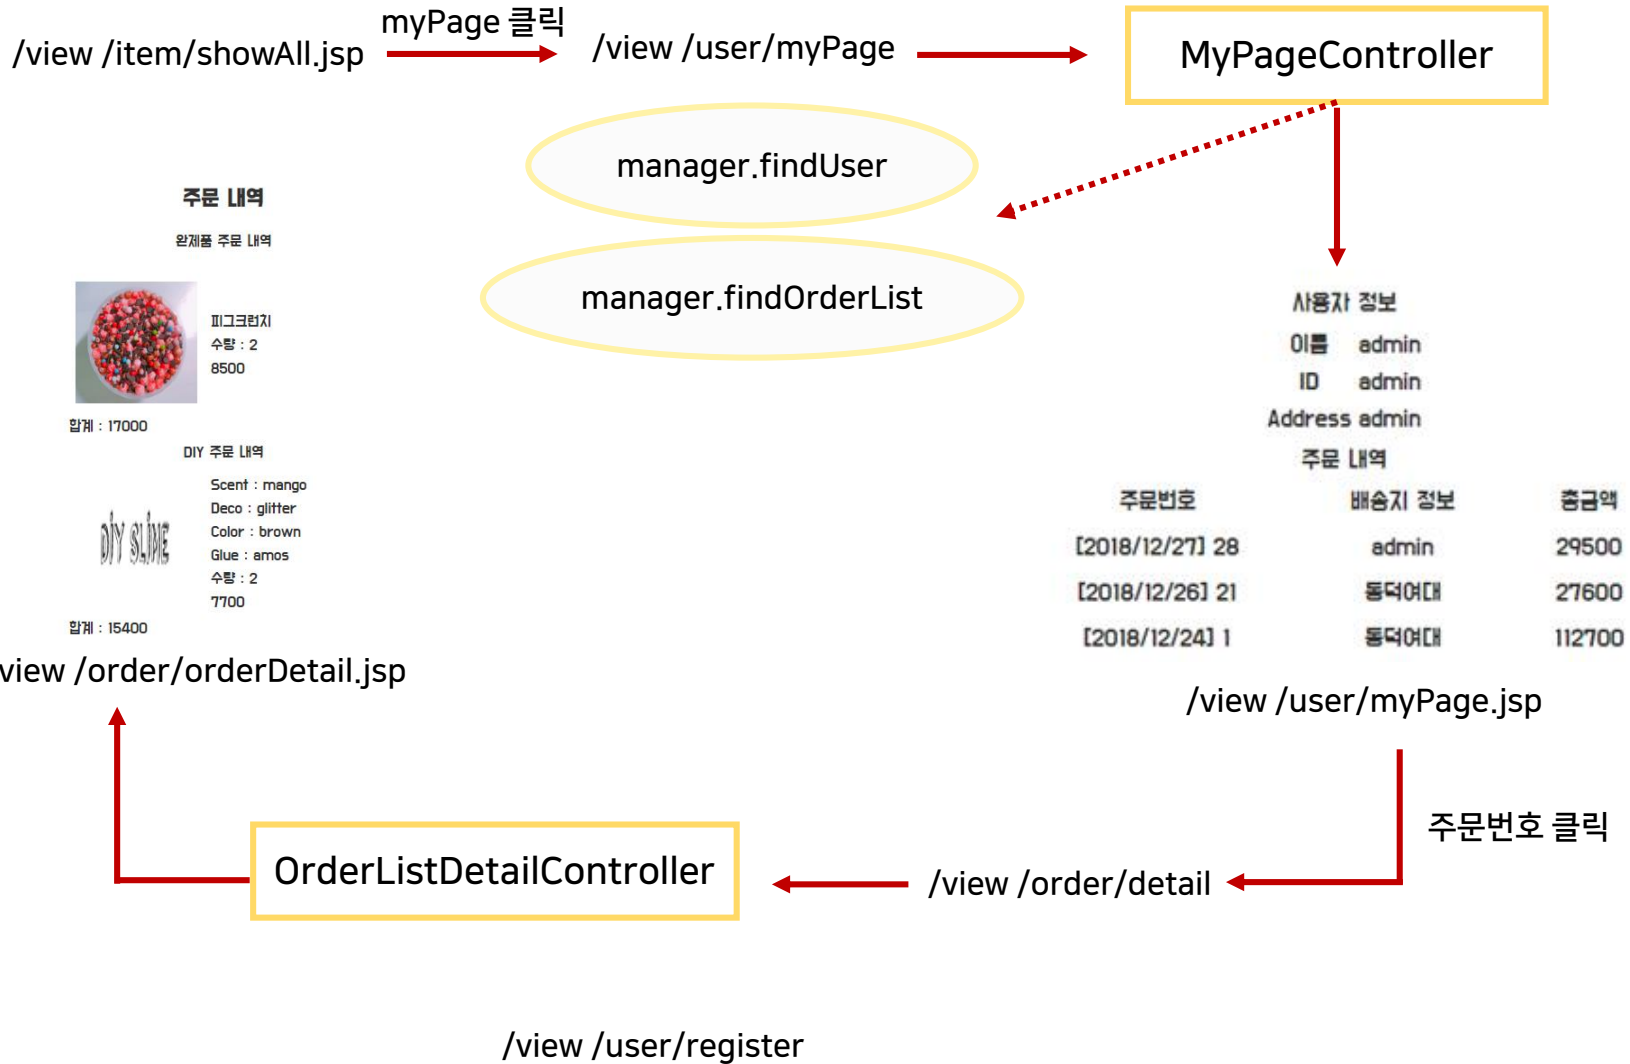 /view /item/showAll.jsp
myPage 클릭
/view /user/myPage
MyPageController
manager.findUser
manager.findOrderList
주문 내역
완제품 주문 내역
피그크런치
수량 : 2
8500
합계 : 17000
DIY 주문 내역
DIY SLIME
Scent : mango
Deco : glitter
Color : brown
Glue : amos
수량 : 2
7700
합계 : 15400
view /order/orderDetail.jsp
사용자 정보
이름 admin
ID admin
Address admin
주문 내역
주문번호 배송지 정보 총금액
[2018/12/27] 28 admin 29500
[2018/12/26] 21 동덕여대 27600
[2018/12/24] 1 동덕여대 112700
/view /user/myPage.jsp
주문번호 클릭
/view /order/detail
OrderListDetailController
/view /user/register